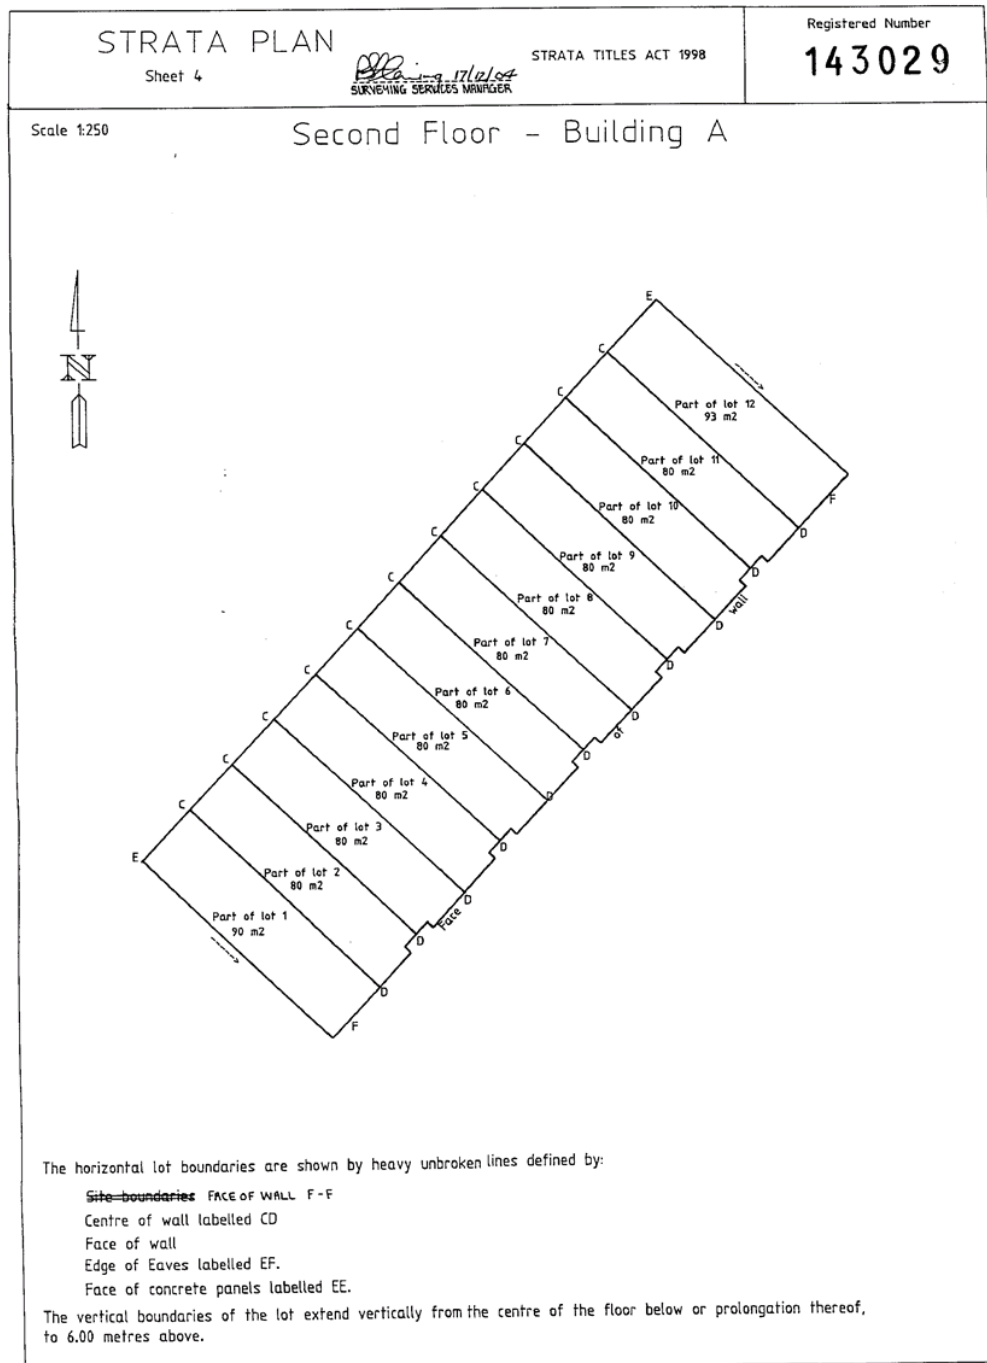 STRATA PLAN
Sheet 4
17/12/04
SURVEYING SERVICES MANAGER
STRATA TITLES ACT 1998
Registered Number
143029
Scale 1:250
Second Floor - Building A
N
E
C
Part of lot 12
93 m2
C
Part of lot 11
80 m2
F
C
D
Part of lot 10
80 m2
C
Part of lot 9
80 m2
D
C
Part of lot 8
80 m2
wall
D
C
Part of lot 7
80 m2
D
C
Part of lot 6
80 m2
D
of
C
Part of lot 5
80 m2
D
C
Part of lot 4
80 m2
D
C
Part of lot 3
80 m2
D
C
Part of lot 2
80 m2
D
E
Part of lot 1
90 m2
Face
D
D
F
The horizontal lot boundaries are shown by heavy unbroken lines defined by:
Site boundaries FACE OF WALL F-F
Centre of wall labelled CD
Face of wall
Edge of Eaves labelled EF.
Face of concrete panels labelled EE.
The vertical boundaries of the lot extend vertically from the centre of the floor below or prolongation thereof,
to 6.00 metres above.